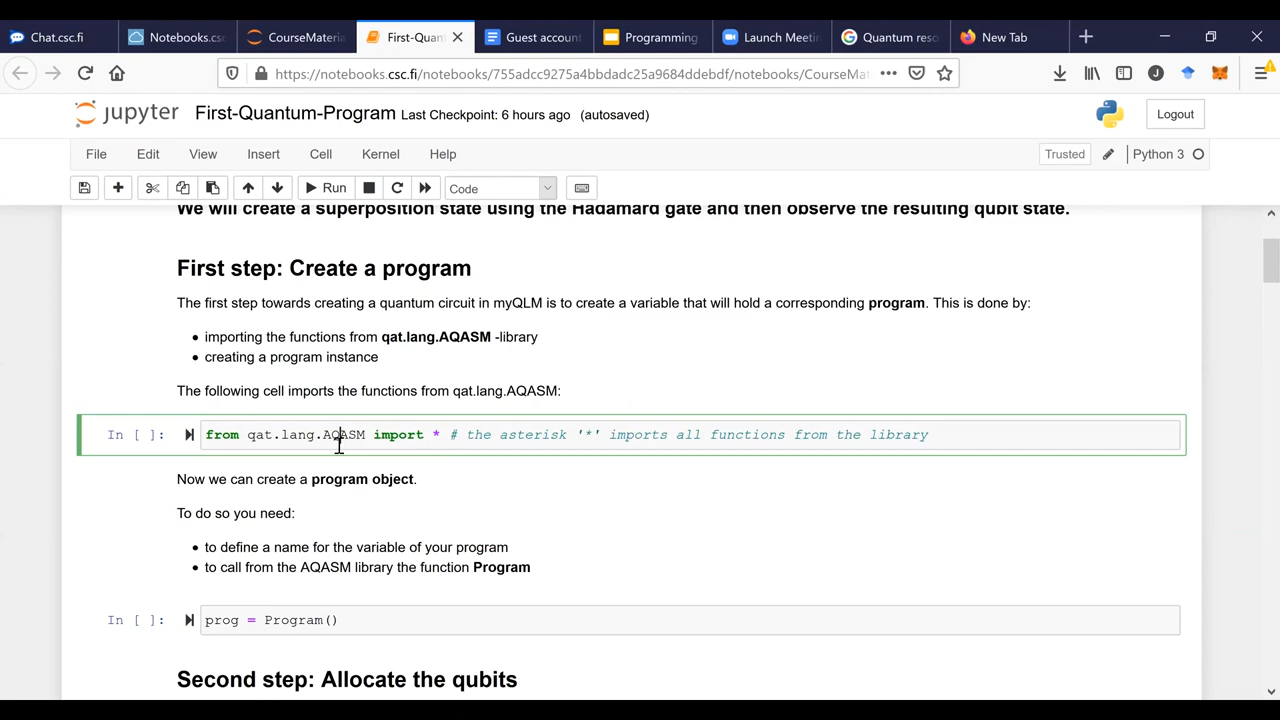 Chat.csc.fi
Notebooks.csc
CourseMateria
First-Quan
Guest account
Programming
Launch Meeti
Quantum reso
New Tab
https://notebooks.csc.fi/notebooks/755adcc9275a4bbdadc25a9684ddebdf/notebooks/CourseMat
jupyter First-Quantum-Program Last Checkpoint: 6 hours ago (autosaved)
Logout
File Edit View Insert Cell Kernel Help
Trusted Python 3
Run Code
We will create a superposition state using the Hadamard gate and then observe the resulting qubit state.
First step: Create a program
The first step towards creating a quantum circuit in myQLM is to create a variable that will hold a corresponding program. This is done by:
• importing the functions from qat.lang.AQASM -library
• creating a program instance
The following cell imports the functions from qat.lang.AQASM:
In [ ]: from qat.lang.AQASM import * # the asterisk '*' imports all functions from the library
Now we can create a program object.
To do so you need:
• to define a name for the variable of your program
• to call from the AQASM library the function Program
In [ ]: prog = Program()
Second step: Allocate the qubits